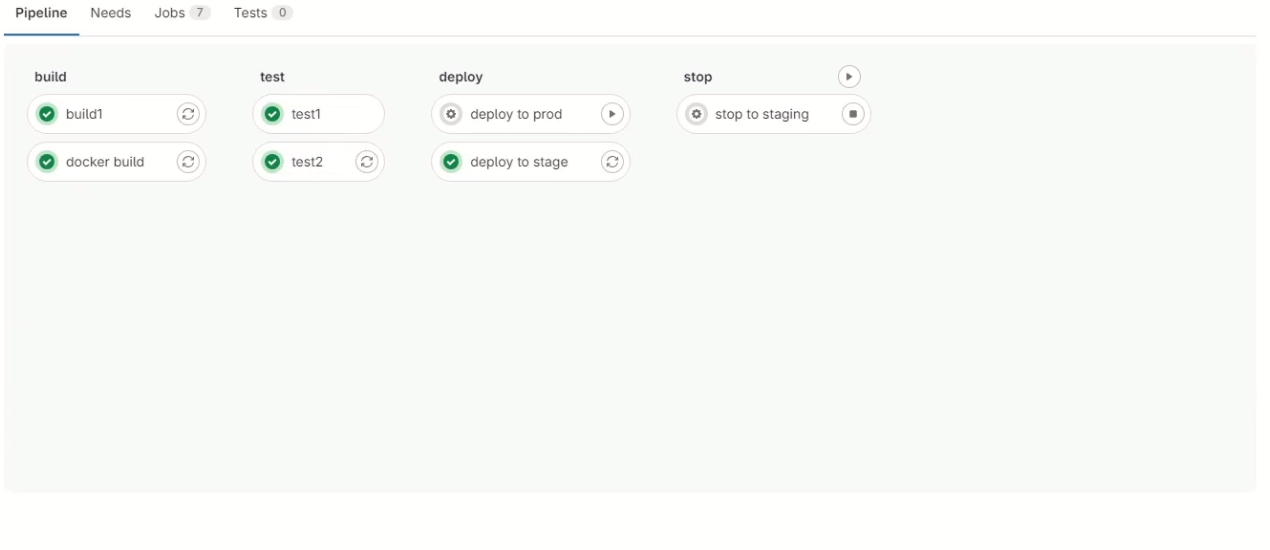 Pipeline Needs Jobs 7 Tests 0
build test deploy stop
build1 test1 deploy to prod stop to staging
docker build test2 deploy to stage